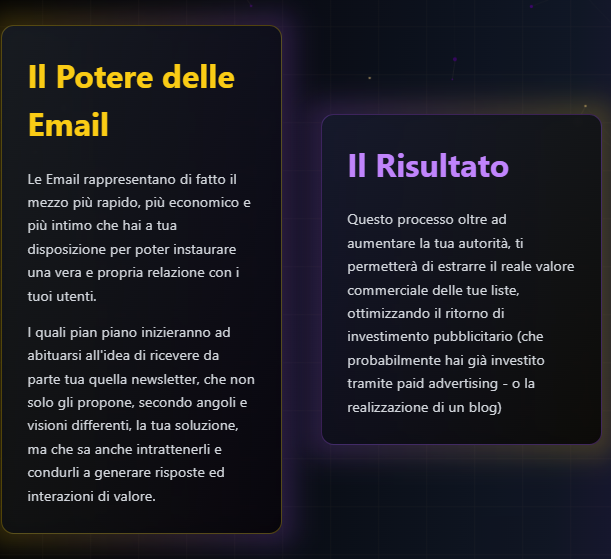 Il Potere delle
Email
Le Email rappresentano di fatto il
mezzo più rapido, più economico e
più intimo che hai a tua
disposizione per poter instaurare
una vera e propria relazione con i
tuoi utenti.
I quali pian piano inizieranno ad
abituarsi all'idea di ricevere da
parte tua quella newsletter, che non
solo gli propone, secondo angoli e
visioni differenti, la tua soluzione,
ma che sa anche intrattenerli e
condurli a generare risposte ed
interazioni di valore.
Il Risultato
Questo processo oltre ad
aumentare la tua autorità, ti
permetterà di estrarre il reale valore
commerciale delle tue liste,
ottimizzando il ritorno di
investimento pubblicitario (che
probabilmente hai già investito
tramite paid advertising - o la
realizzazione di un blog)